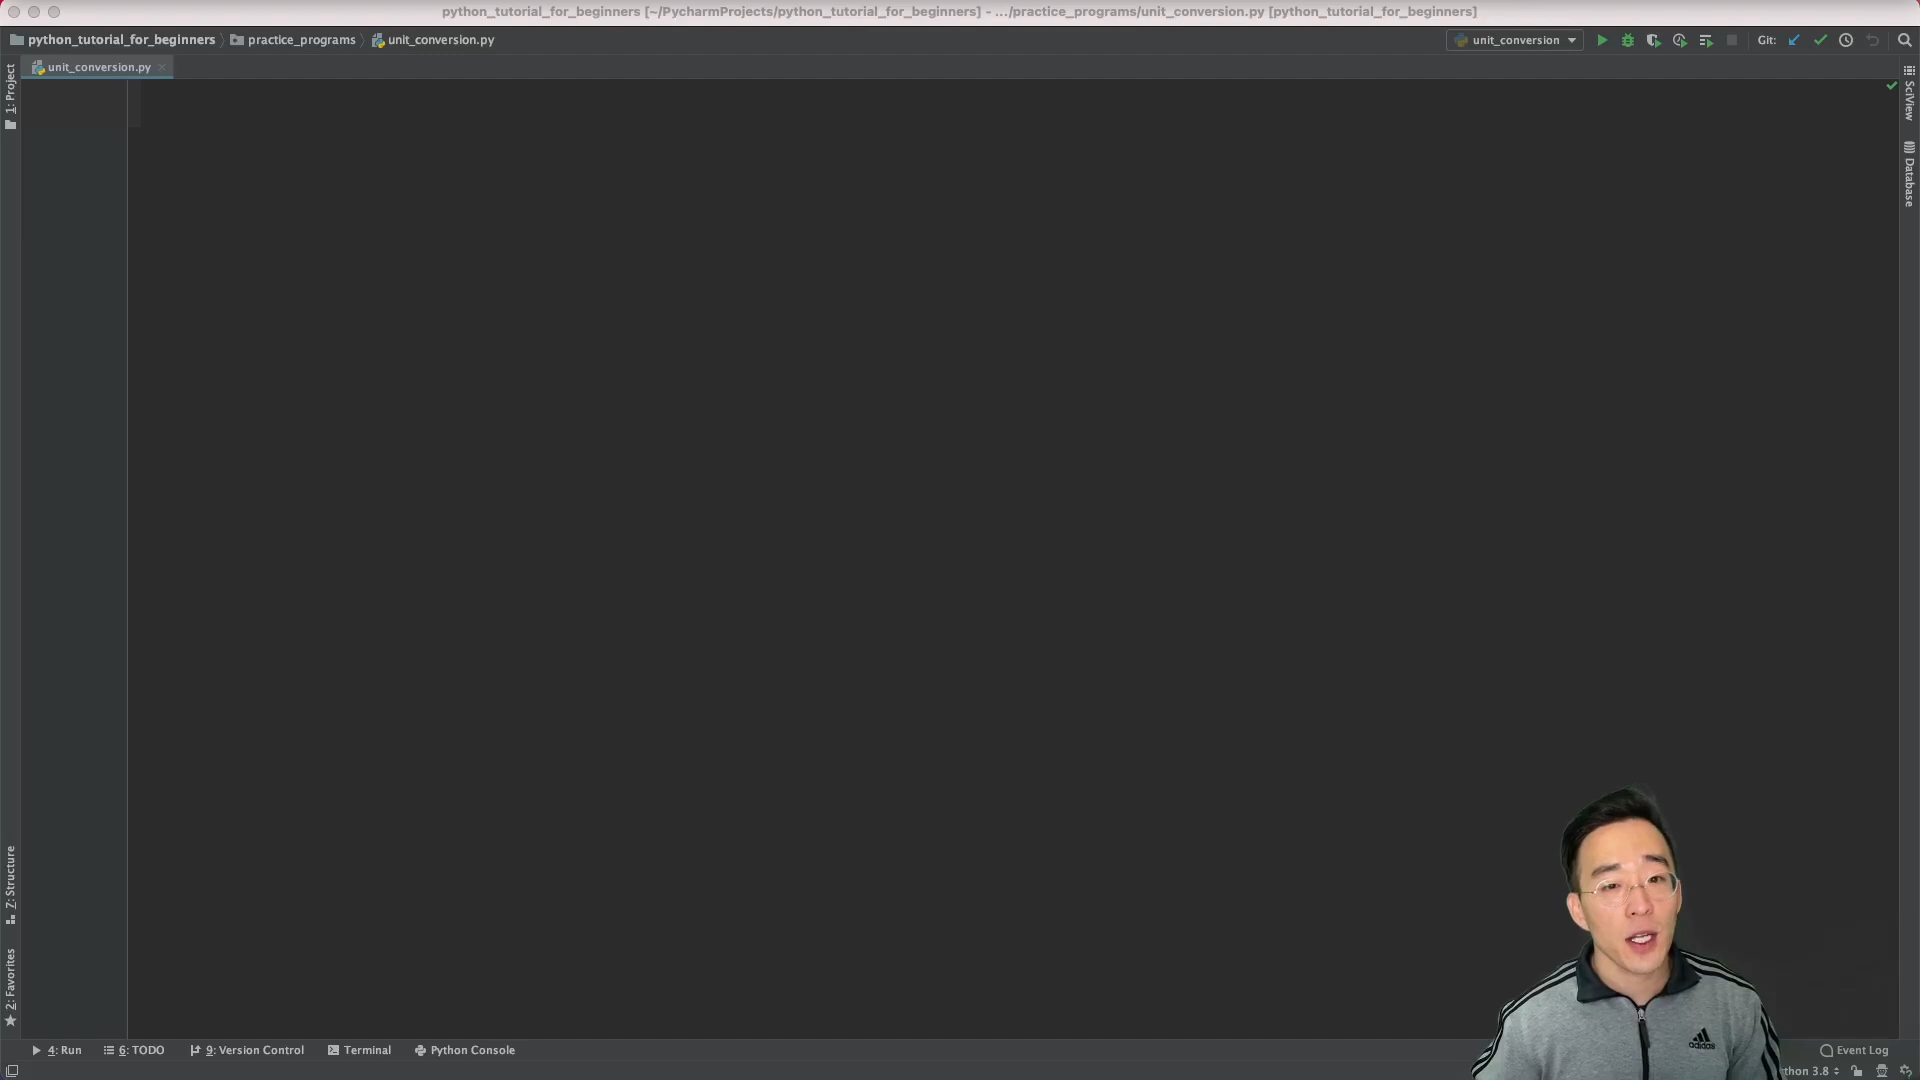 python_tutorial_for_beginners [~/PycharmProjects/python_tutorial_for_beginners] - .../practice_programs/unit_conversion.py [python_tutorial_for_beginners]
python_tutorial_for_beginners practice_programs unit_conversion.py
unit_conversion
Git:
unit_conversion.py
1: Project
SciView
Database
Z: Structure
2: Favorites
4: Run
6: TODO
9: Version Control
Terminal
Python Console
Event Log
thon 3.8
adidas